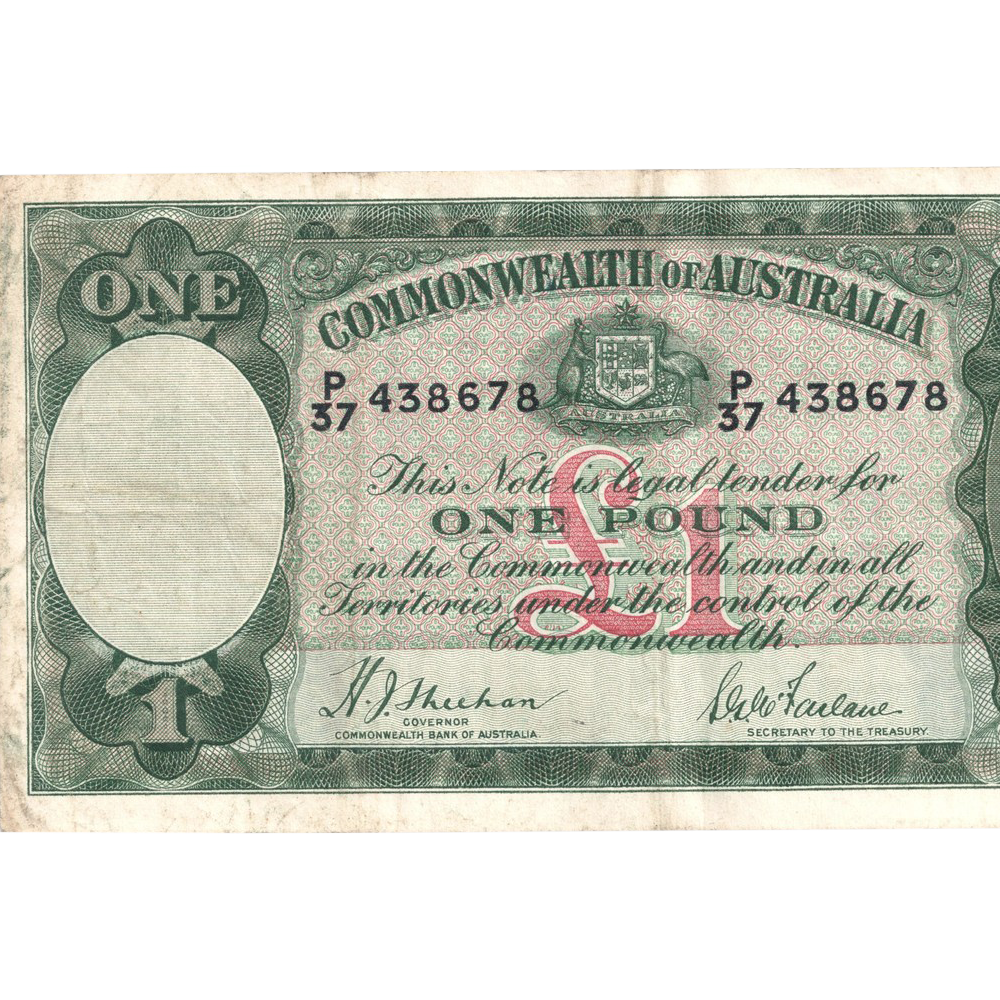 ONE
COMMONWEALTH OF AUSTRALIA
P/37 438678 P/37 438678
AUSTRALIA
This Note is legal tender for
£1
ONE POUND
in the Commonwealth and in all
Territories under the control of the
Commonwealth.
H.J. Sheehan
GOVERNOR
COMMONWEALTH BANK OF AUSTRALIA.
McFarlane
SECRETARY TO THE TREASURY.
1